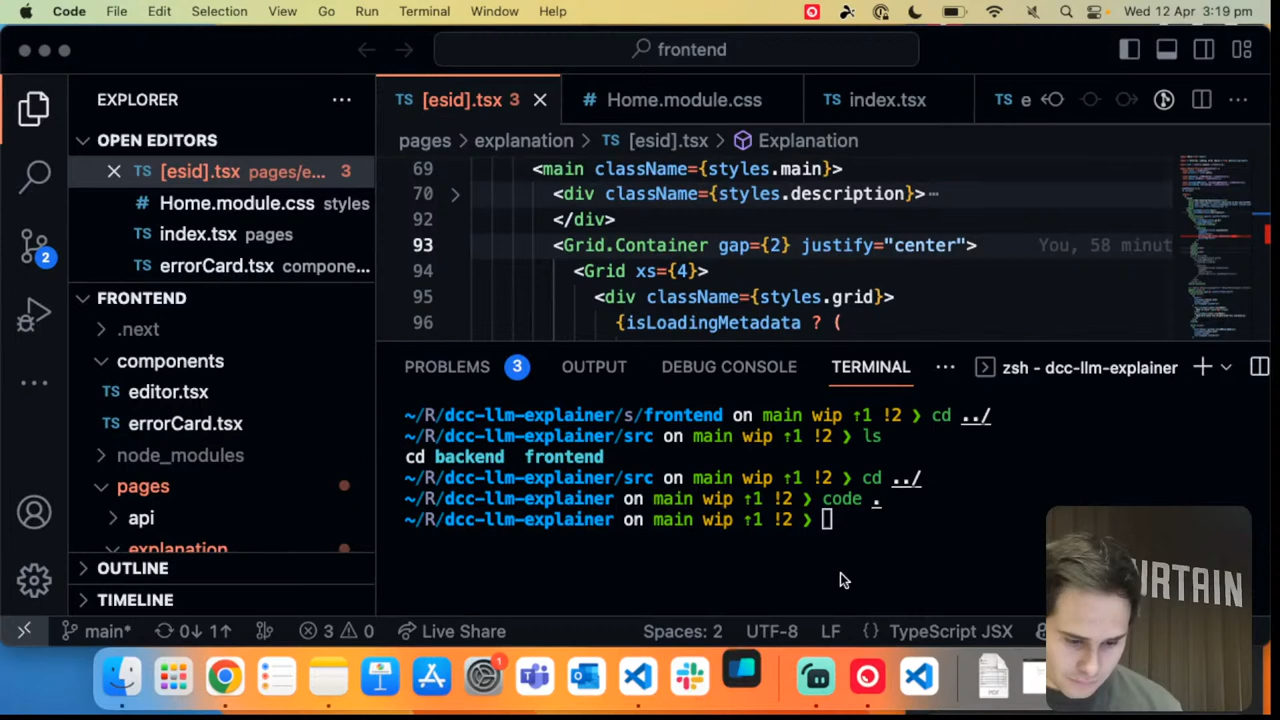 Code File Edit Selection View Go Run Terminal Window Help Wed 12 Apr 3:19 pm
frontend
EXPLORER
OPEN EDITORS
[esid].tsx pages/e... 3
Home.module.css styles
index.tsx pages
errorCard.tsx compone...
FRONTEND
.next
components
TS editor.tsx
TS errorCard.tsx
node_modules
pages
api
explanation
OUTLINE
TIMELINE
TS [esid].tsx 3 # Home.module.css TS index.tsx TS e
pages > explanation > TS [esid].tsx > Explanation
69 <main className={styles.main}>
70 <div className={styles.description}>
92 </div>
93 <Grid.Container gap={2} justify="center"> You, 58 minut
94 <Grid xs={4}>
95 <div className={styles.grid}>
96 {isLoadingMetadata ? (
PROBLEMS 3 OUTPUT DEBUG CONSOLE TERMINAL zsh - dcc-llm-explainer
~/R/dcc-llm-explainer/s/frontend on main wip ↑1 !2 ❯ cd ../
~/R/dcc-llm-explainer/src on main wip ↑1 !2 ❯ ls
cd backend frontend
~/R/dcc-llm-explainer/src on main wip ↑1 !2 ❯ cd ../
~/R/dcc-llm-explainer on main wip ↑1 !2 ❯ code .
~/R/dcc-llm-explainer on main wip ↑1 !2 ❯
2
main* 0↓ 1↑ 3 0 Live Share Spaces: 2 UTF-8 LF {} TypeScript JSX
1
PDF
URTAIN